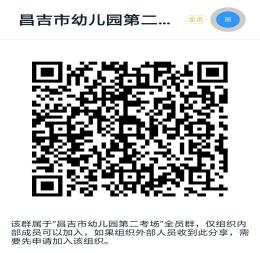 昌吉市幼儿园第二...
全员
该群属于“昌吉市幼儿园第二考场”全员群，仅组织内
部成员可以加入，如果组织外部人员收到此分享，需
要先申请加入该组织。